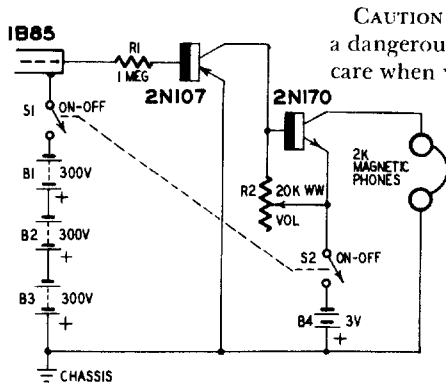 CAUTION
a dangerou
care when
1B85
R1
1 MEG
2N107
2N170
S1 ON-OFF
B1 300V
+
B2 300V
+
B3 300V
+
R2 20K WW
VOL
2K
MAGNETIC
PHONES
S2 ON-OFF
B4 3V
+
CHASSIS